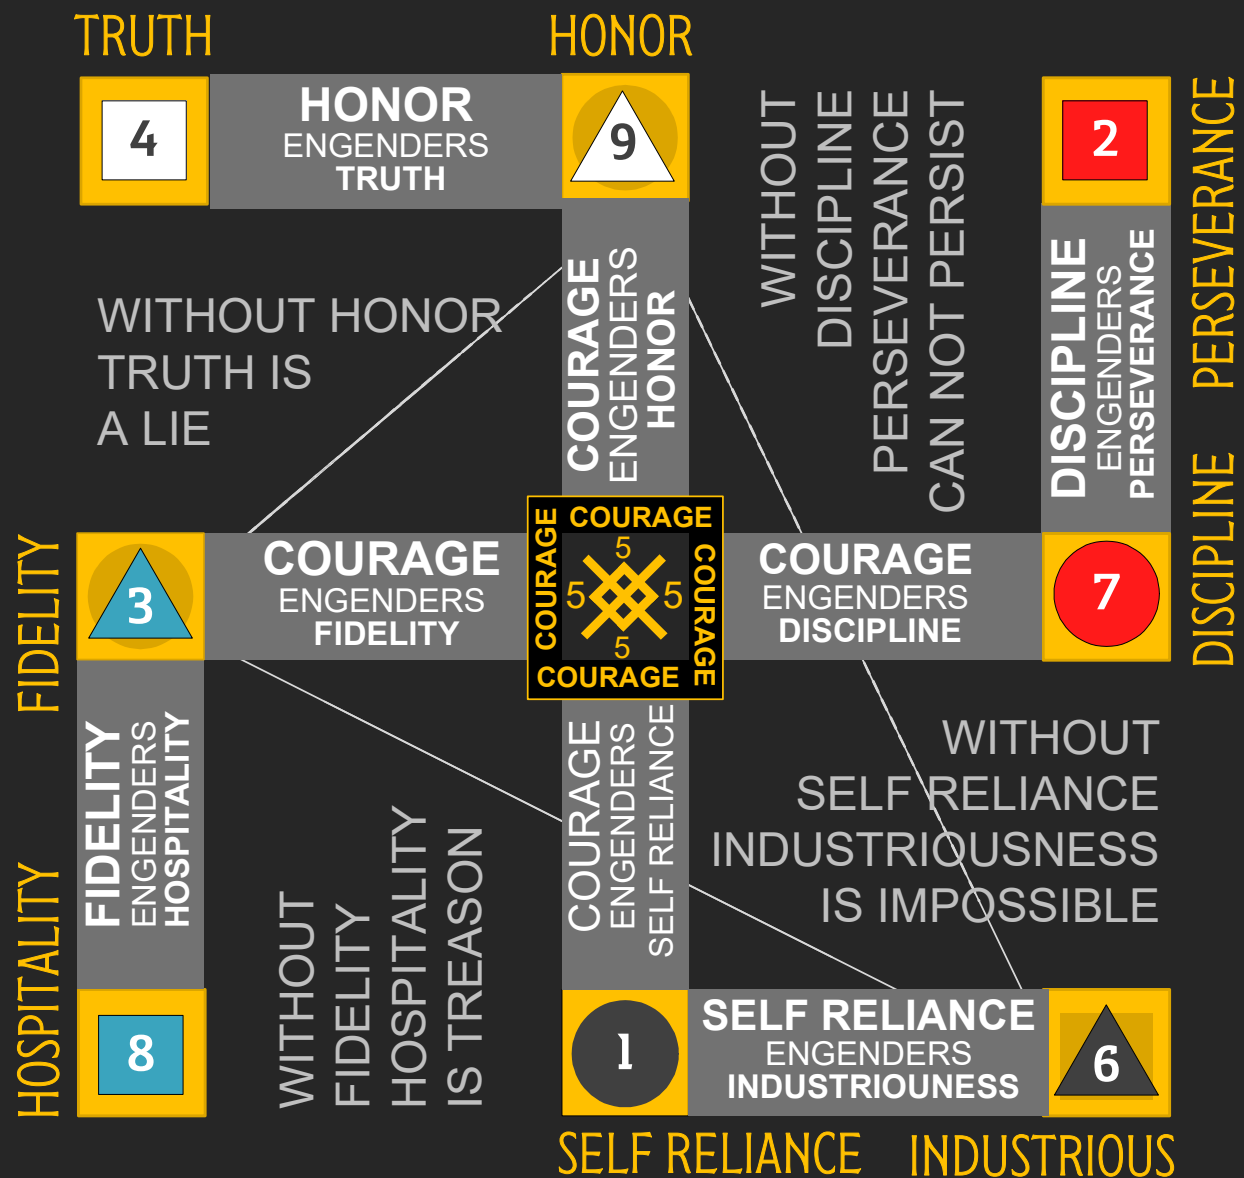 TRUTH
HONOR
4
HONOR
ENGENDERS
TRUTH
9
2
PERSEVERANCE
WITHOUT
DISCIPLINE
PERSEVERANCE
CAN NOT PERSIST
DISCIPLINE
ENGENDERS
PERSEVERANCE
WITHOUT HONOR
TRUTH IS
A LIE
COURAGE
ENGENDERS
HONOR
FIDELITY
3
COURAGE
ENGENDERS
FIDELITY
COURAGE
COURAGE
COURAGE
COURAGE
5
5
5
5
COURAGE
ENGENDERS
DISCIPLINE
7
DISCIPLINE
FIDELITY
ENGENDERS
HOSPITALITY
COURAGE
ENGENDERS
SELF RELIANCE
WITHOUT
SELF RELIANCE
INDUSTRIOUSNESS
IS IMPOSSIBLE
HOSPITALITY
8
WITHOUT
FIDELITY
HOSPITALITY
IS TREASON
1
SELF RELIANCE
ENGENDERS
INDUSTRIOUNESS
6
SELF RELIANCE
INDUSTRIOUS